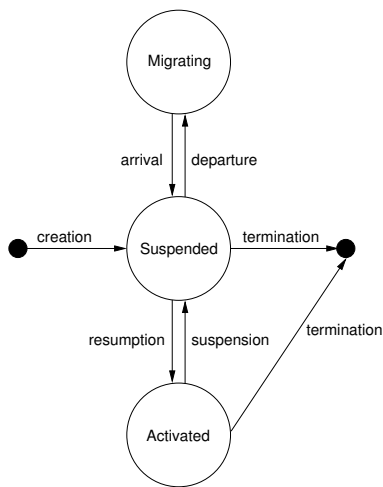 Migrating
arrival departure
creation Suspended termination
resumption suspension
termination
Activated